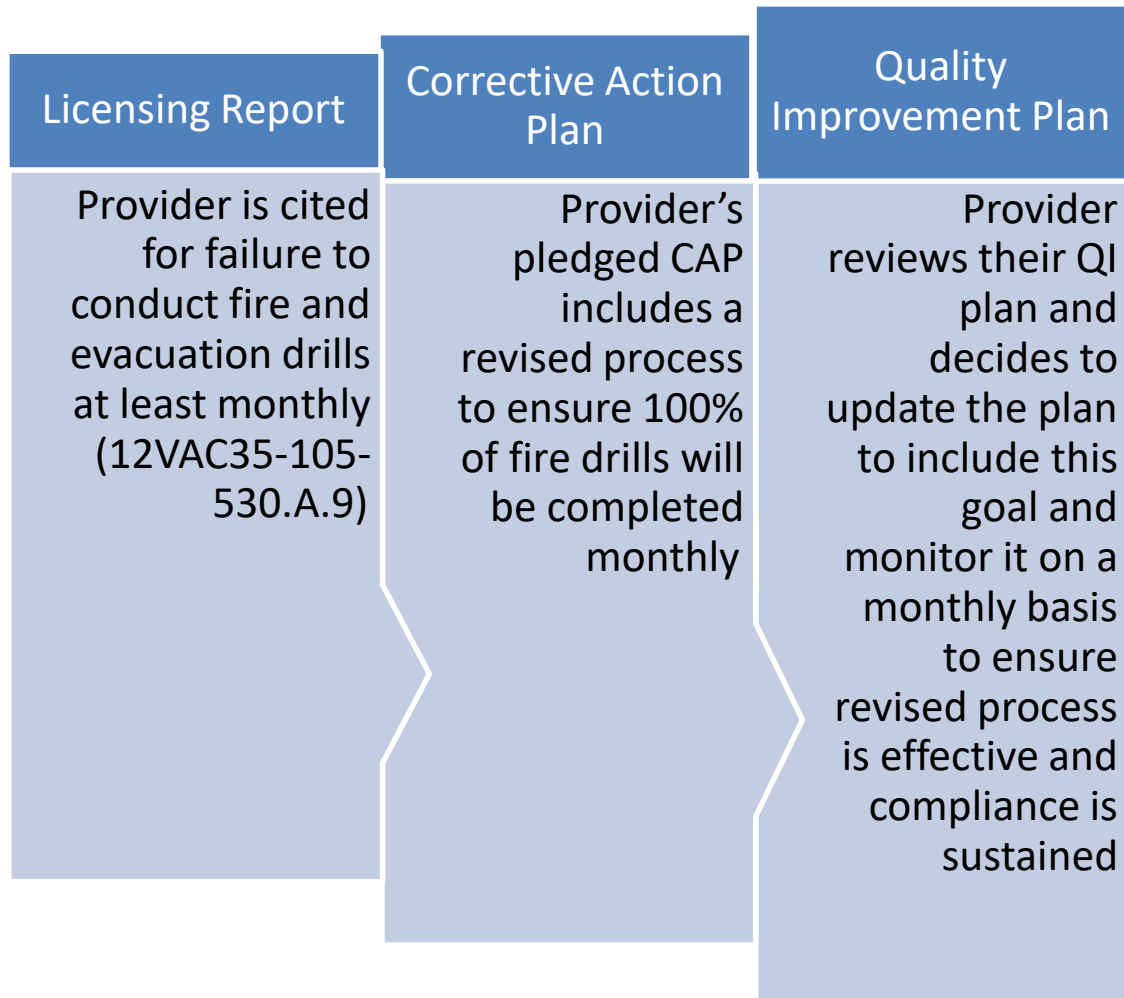 Licensing Report
Provider is cited
for failure to
conduct fire and
evacuation drills
at least monthly
(12VAC35-105-
530.A.9)
Corrective Action
Plan
Provider’s
pledged CAP
includes a
revised process
to ensure 100%
of fire drills will
be completed
monthly
Quality
Improvement Plan
Provider
reviews their QI
plan and
decides to
update the plan
to include this
goal and
monitor it on a
monthly basis
to ensure
revised process
is effective and
compliance is
sustained